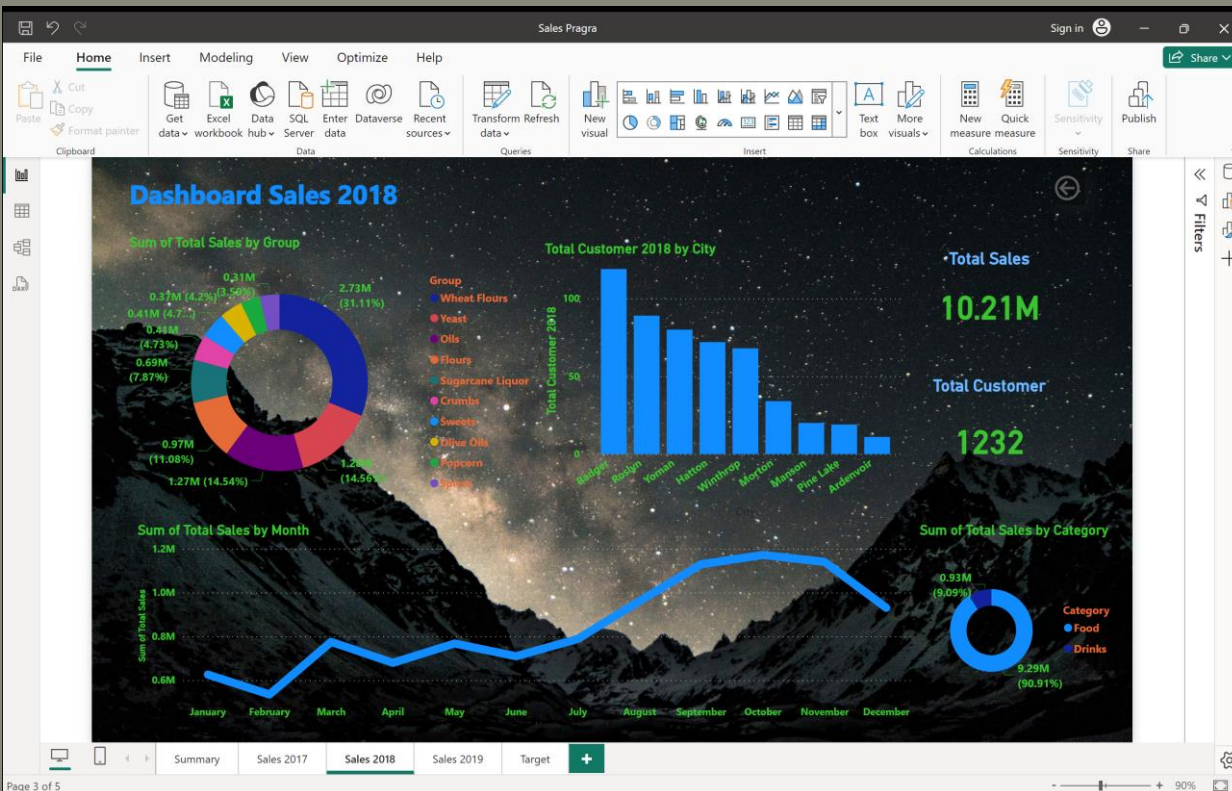 Sales Pragra
Sign in
File Home Insert Modeling View Optimize Help
Share
Paste
Cut
Copy
Format painter
Clipboard
Get data
Excel workbook
Data hub
SQL Server
Enter data
Dataverse
Recent sources
Data
Transform data
Refresh
Queries
New visual
Text box
More visuals
Insert
New measure
Quick measure
Calculations
Sensitivity
Sensitivity
Publish
Share
Filters
Dashboard Sales 2018
Sum of Total Sales by Group
0.31M
2.73M
(31.11%)
0.37M (4.2%)
0.41M (4.7...)
0.41M
(4.73%)
0.69M
(7.87%)
0.97M
(11.08%)
1.27M (14.54%)
(14.56%)
Group
Wheat Flours
Yeast
Oils
Flours
Sugarcane Liquor
Crumbs
Sweets
Olive Oils
Popcorn
Total Customer 2018 by City
Total Customer 2018
100
50
0
Badger
Roslyn
Yoman
Hatton
Winthrop
Morton
Manson
Pine Lake
Ardenvoir
City
Total Sales
10.21M
Total Customer
1232
Sum of Total Sales by Month
Sum of Total Sales
1.2M
1.0M
0.8M
0.6M
January February March April May June July August September October November December
Sum of Total Sales by Category
0.93M
(9.09%)
9.29M
(90.91%)
Category
Food
Drinks
Summary Sales 2017 Sales 2018 Sales 2019 Target +
Page 3 of 5
- + 90%